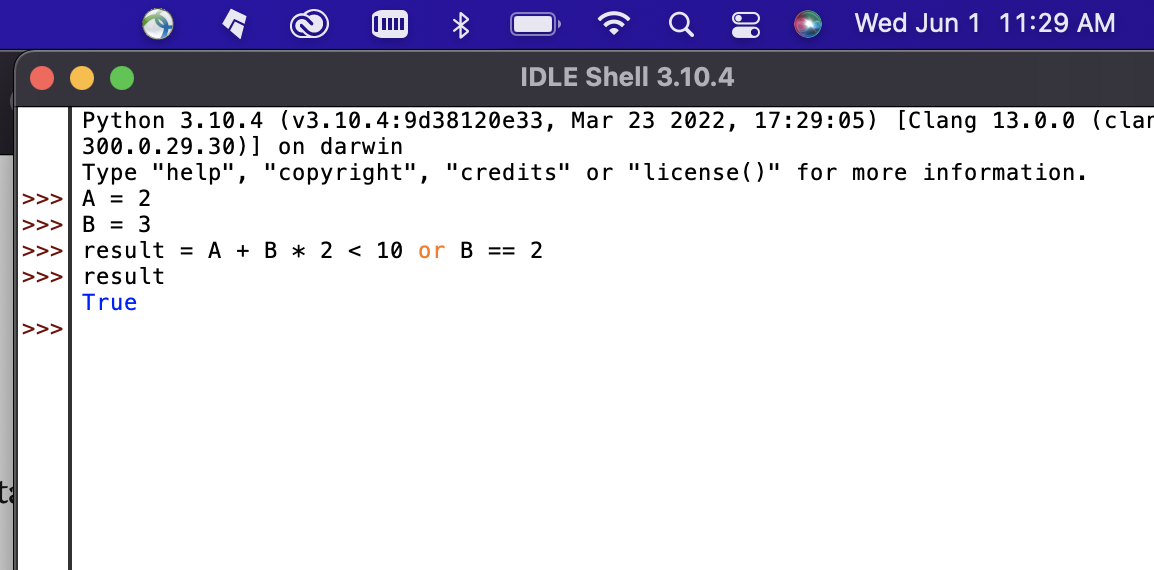 Wed Jun 1 11:29 AM
IDLE Shell 3.10.4
Python 3.10.4 (v3.10.4:9d38120e33, Mar 23 2022, 17:29:05) [Clang 13.0.0 (clan
300.0.29.30)] on darwin
Type "help", "copyright", "credits" or "license()" for more information.
>>> A = 2
>>> B = 3
>>> result = A + B * 2 < 10 or B == 2
>>> result
True
>>>